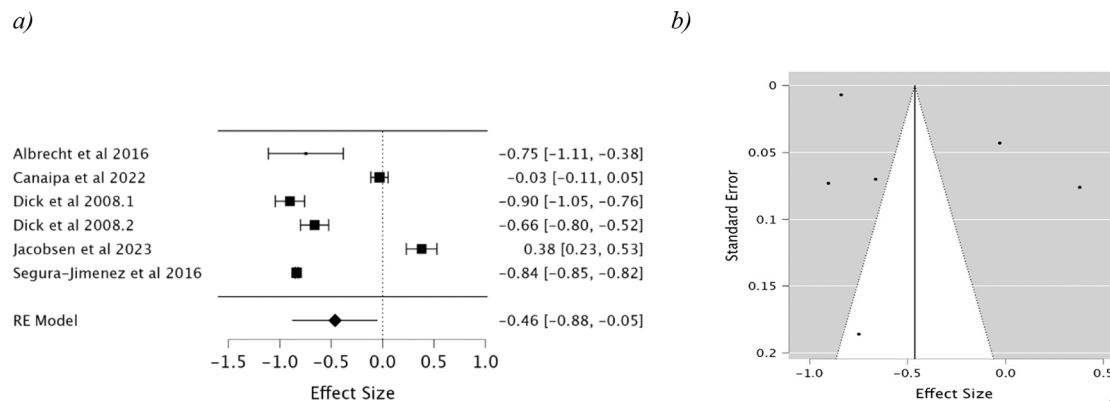 a)
b)
Albrecht et al 2016 −0.75 [−1.11, −0.38]
Canaipa et al 2022 −0.03 [−0.11, 0.05]
Dick et al 2008.1 −0.90 [−1.05, −0.76]
Dick et al 2008.2 −0.66 [−0.80, −0.52]
Jacobsen et al 2023 0.38 [0.23, 0.53]
Segura-Jimenez et al 2016 −0.84 [−0.85, −0.82]
RE Model −0.46 [−0.88, −0.05]
−1.5 −1.0 −0.5 0.0 0.5 1.0
Effect Size
Standard Error
0
0.05
0.1
0.15
0.2
−1.0 −0.5 0.0 0.5
Effect Size